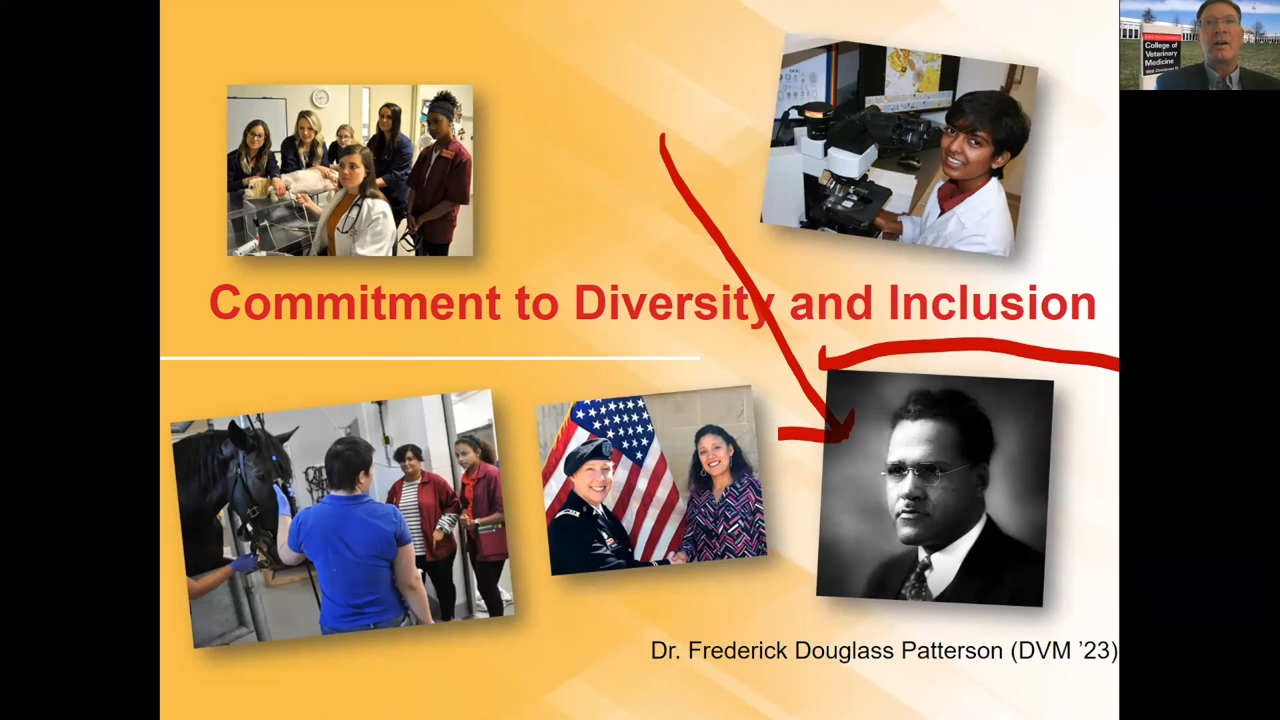 College of
Veterinary
Medicine
Commitment to Diversity and Inclusion
Dr. Frederick Douglass Patterson (DVM ’23)